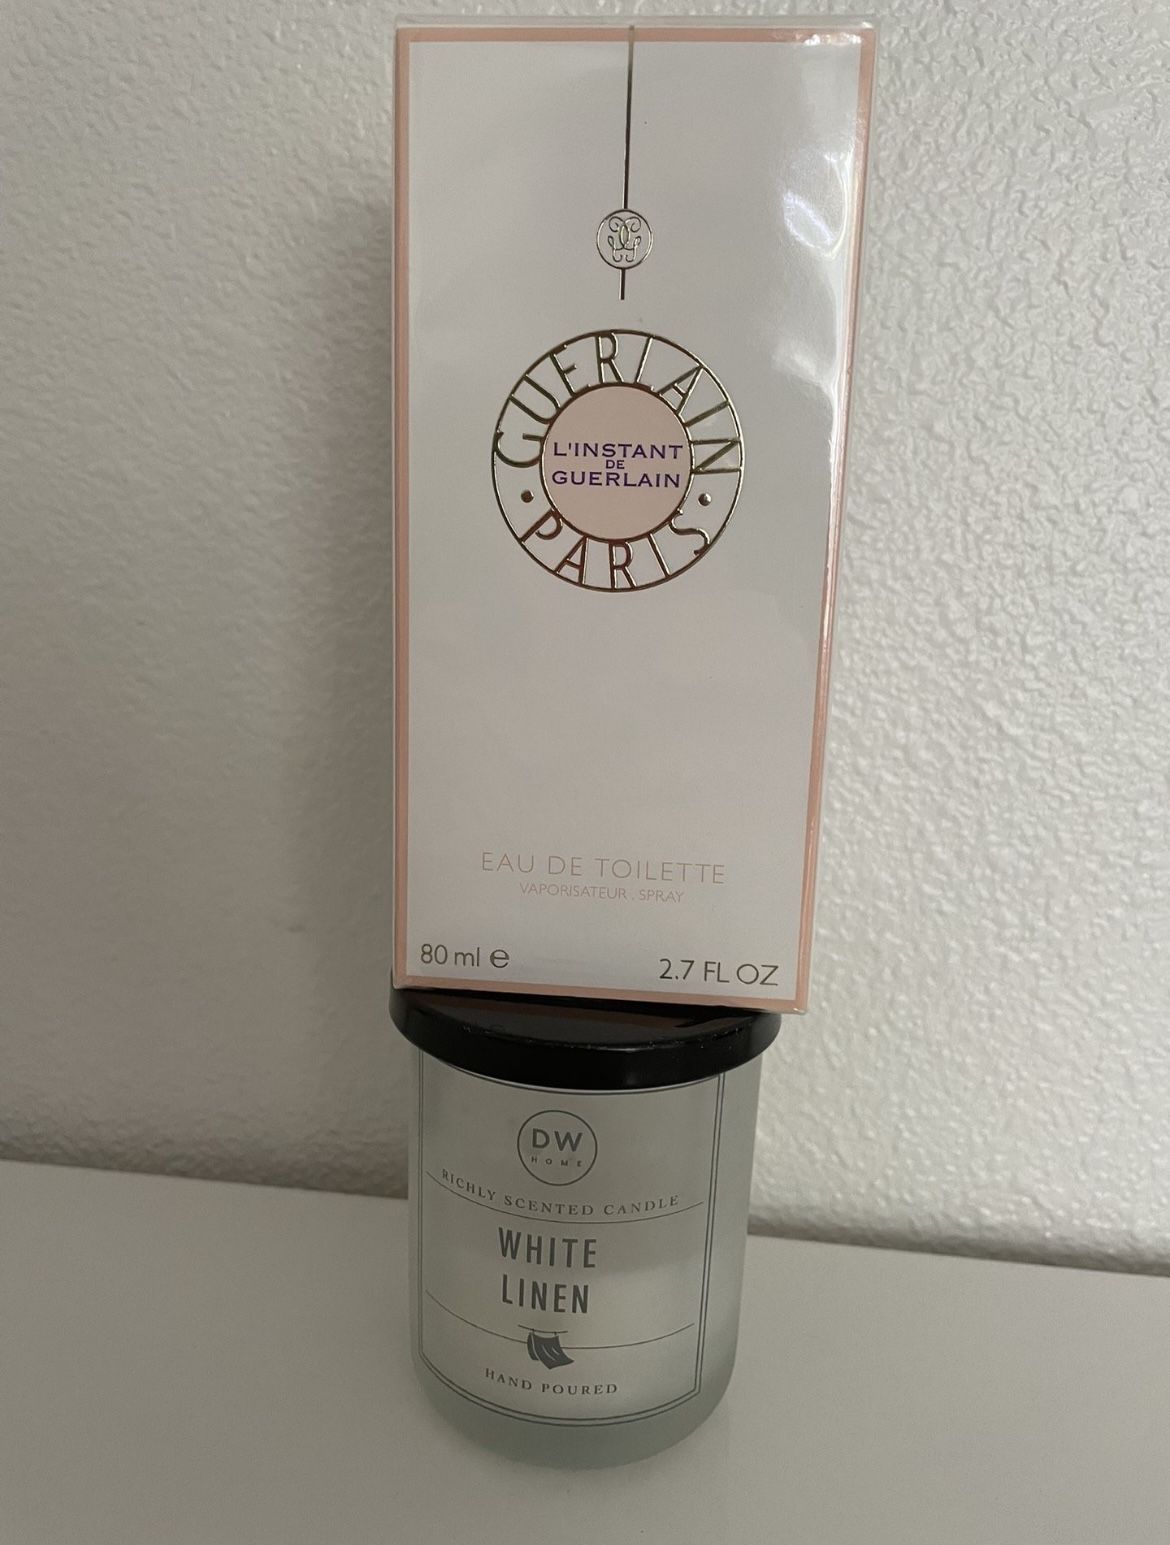 GUERLAIN
L'INSTANT
DE
GUERLAIN
PARIS
EAU DE TOILETTE
VAPORISATEUR . SPRAY
80 ml ℮
2.7 FL OZ
DW
HOME
RICHLY SCENTED CANDLE
WHITE
LINEN
HAND POURED